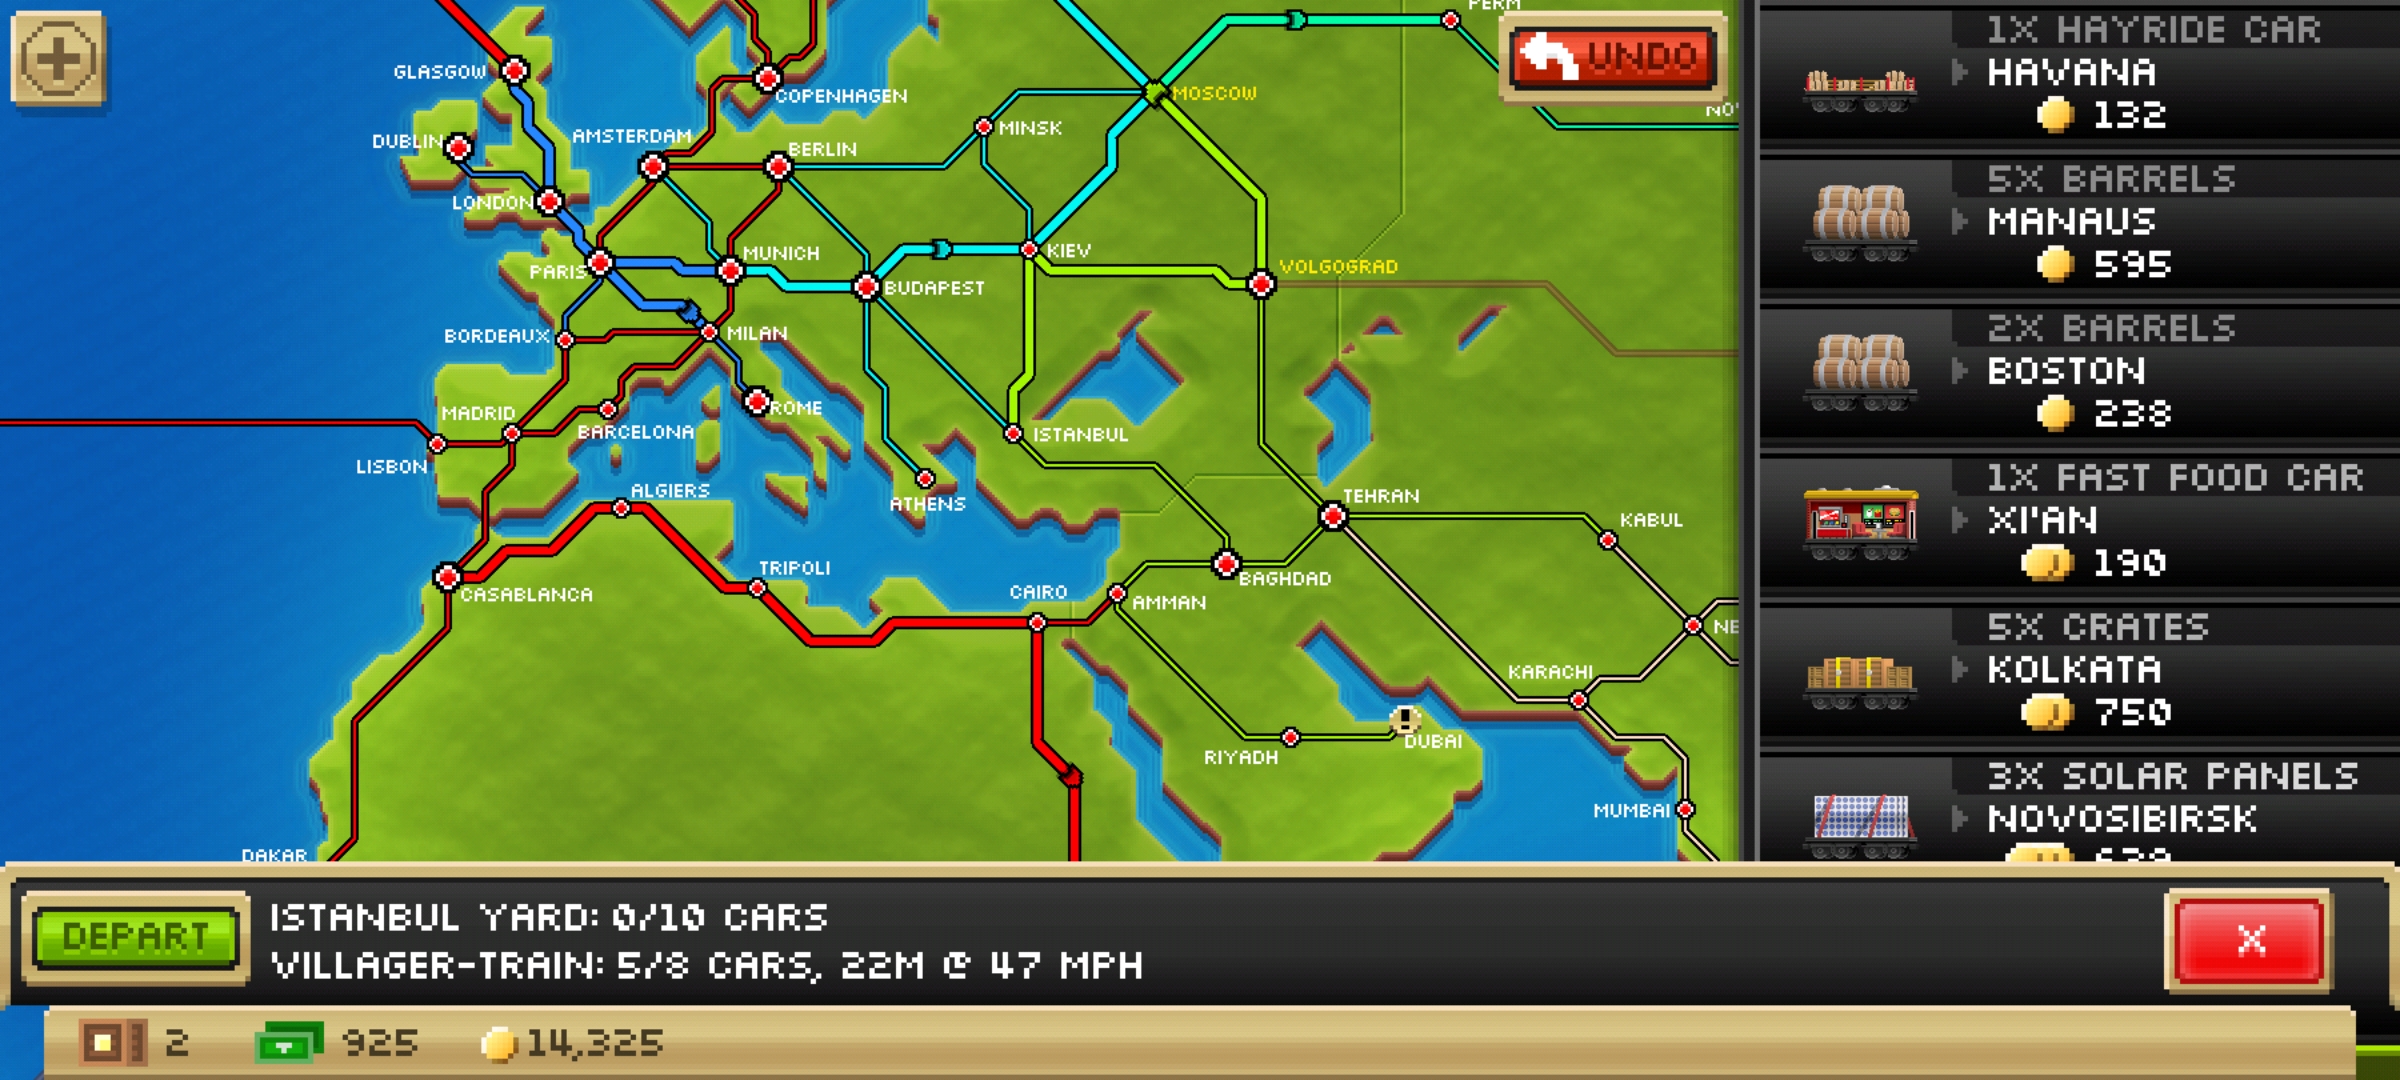 PERM
UNDO
GLASGOW
COPENHAGEN
MOSCOW
DUBLIN
AMSTERDAM
MINSK
BERLIN
LONDON
KIEV
MUNICH
PARIS
VOLGOGRAD
BUDAPEST
BORDEAUX
MILAN
MADRID
ROME
BARCELONA
ISTANBUL
LISBON
ALGIERS
ATHENS
TEHRAN
KABUL
TRIPOLI
CASABLANCA
CAIRO
BAGHDAD
AMMAN
NE
KARACHI
RIYADH
DUBAI
MUMBAI
DAKAR
1X HAYRIDE CAR
HAVANA
132
5X BARRELS
MANAUS
595
2X BARRELS
BOSTON
238
1X FAST FOOD CAR
XI'AN
190
5X CRATES
KOLKATA
750
3X SOLAR PANELS
NOVOSIBIRSK
DEPART
ISTANBUL YARD: 0/10 CARS
VILLAGER-TRAIN: 5/8 CARS, 22M @ 47 MPH
X
2
925
14,325